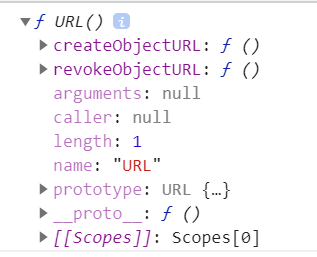 ▼ƒ URL() i
▶createObjectURL: ƒ ()
▶revokeObjectURL: ƒ ()
arguments: null
caller: null
length: 1
name: "URL"
▶prototype: URL {…}
▶__proto__: ƒ ()
▶[[Scopes]]: Scopes[0]